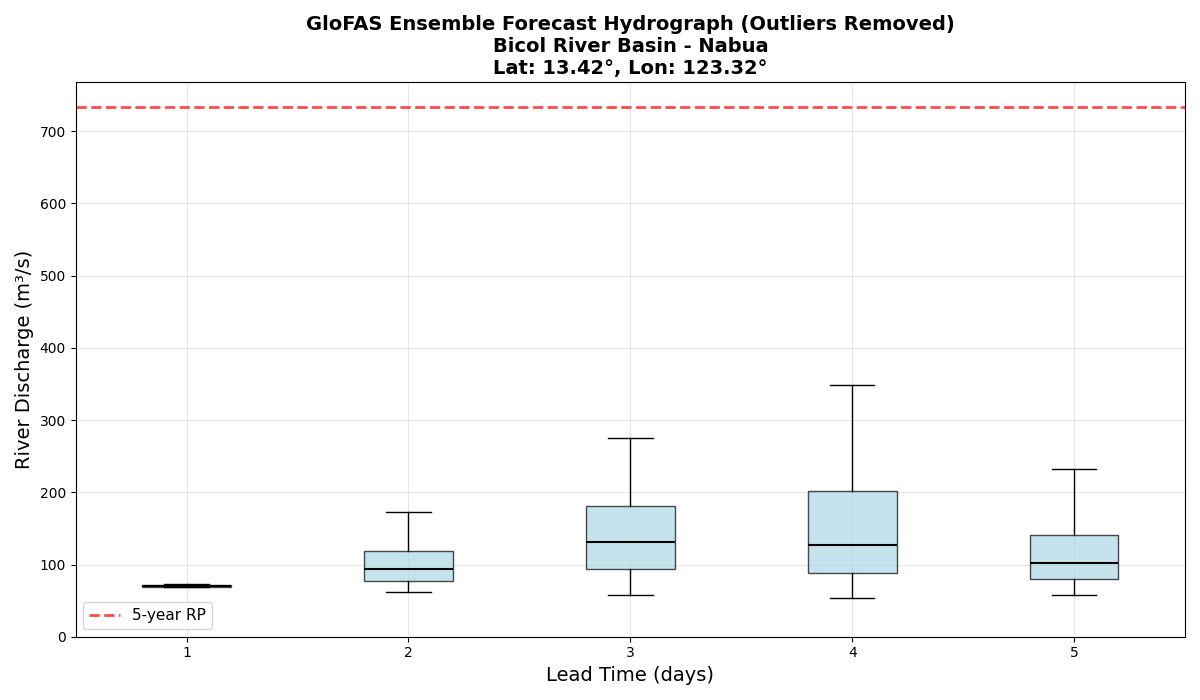 GloFAS Ensemble Forecast Hydrograph (Outliers Removed)
Bicol River Basin - Nabua
Lat: 13.42°, Lon: 123.32°
River Discharge (m³/s)
700
600
500
400
300
200
100
0
5-year RP
1 2 3 4 5
Lead Time (days)